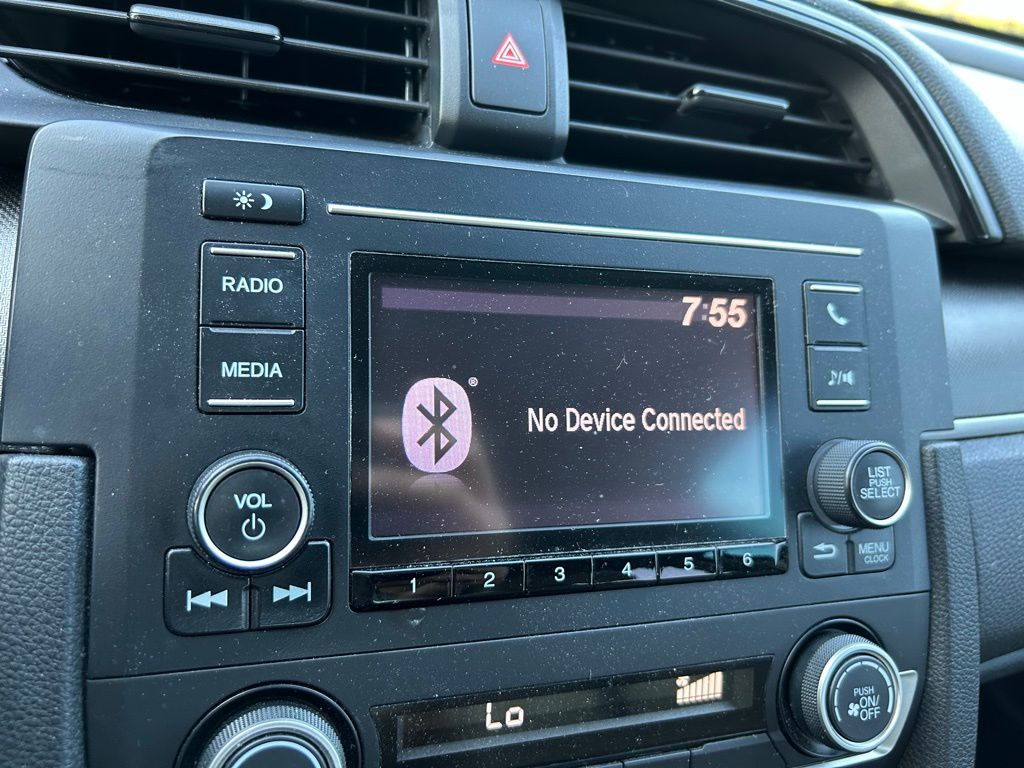 RADIO
MEDIA
7:55
®
No Device Connected
VOL
LIST
PUSH
SELECT
MENU
CLOCK
1 2 3 4 5 6
Lo
PUSH
ON/
OFF